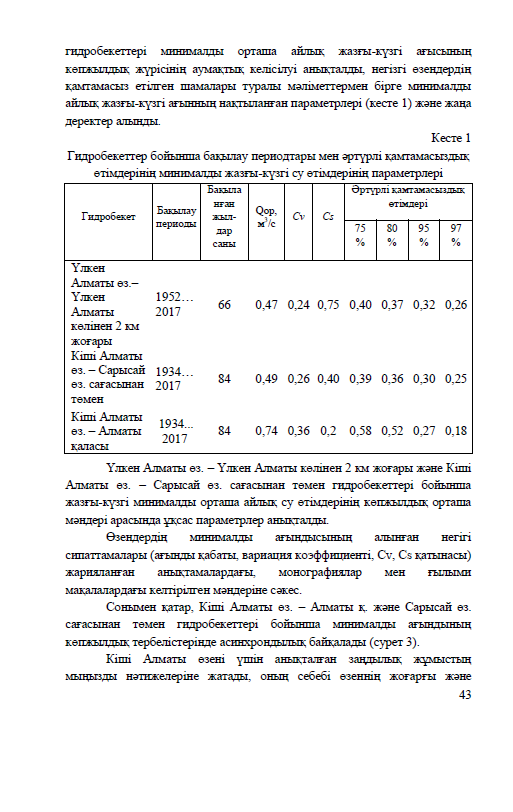 гидробекеттері минималды орташа айлық жазғы-күзгі ағысының
көпжылдық жүрісінің аумақтық келісілуі анықталды, негізгі өзендердің
қамтамасыз етілген шамалары туралы мәліметтермен бірге минималды
айлық жазғы-күзгі ағынның нақтыланған параметрлері (кесте 1) және жаңа
деректер алынды.
Кесте 1
Гидробекеттер бойынша бақылау периодтары мен әртүрлі қамтамасыздық
өтімдерінің минималды жазғы-күзгі су өтімдерінің параметрлері
Гидробекет
Бақылау
периоды
Бақыла
нған
жыл-
дар
саны
Qор,
м³/с
Cv
Cs
Әртүрлі қамтамасыздық
өтімдері
75
%
80
%
95
%
97
%
Үлкен
Алматы өз.–
Үлкен
Алматы
көлінен 2 км
жоғары
1952…
2017
66 0,47 0,24 0,75 0,40 0,37 0,32 0,26
Кіші Алматы
өз. – Сарысай
өз. сағасынан
төмен
1934…
2017
84 0,49 0,26 0,40 0,39 0,36 0,30 0,25
Кіші Алматы
өз. – Алматы
қаласы
1934...
2017
84 0,74 0,36 0,2 0,58 0,52 0,27 0,18
Үлкен Алматы өз. – Үлкен Алматы көлінен 2 км жоғары және Кіші
Алматы өз. – Сарысай өз. сағасынан төмен гидробекеттері бойынша
жазғы-күзгі минималды орташа айлық су өтімдерінің көпжылдық орташа
мәндері арасында ұқсас параметрлер анықталды.
Өзендердің минималды ағындысының алынған негігі
сипаттамалары (ағынды қабаты, вариация коэффициенті, Cv, Cs қатынасы)
жарияланған анықтамалардағы, монографиялар мен ғылыми
мақалалардағы келтірілген мәндеріне сәкес.
Сонымен қатар, Кіші Алматы өз. – Алматы қ. және Сарысай өз.
сағасынан төмен гидробекеттері бойынша минималды ағындының
көпжылдық тербелістерінде асинхрондылық байқалады (сурет 3).
Кіші Алматы өзені үшін анықталған заңдылық жұмыстың
мыңызды нәтижелеріне жатады, оның себебі өзеннің жоғарғы және
43